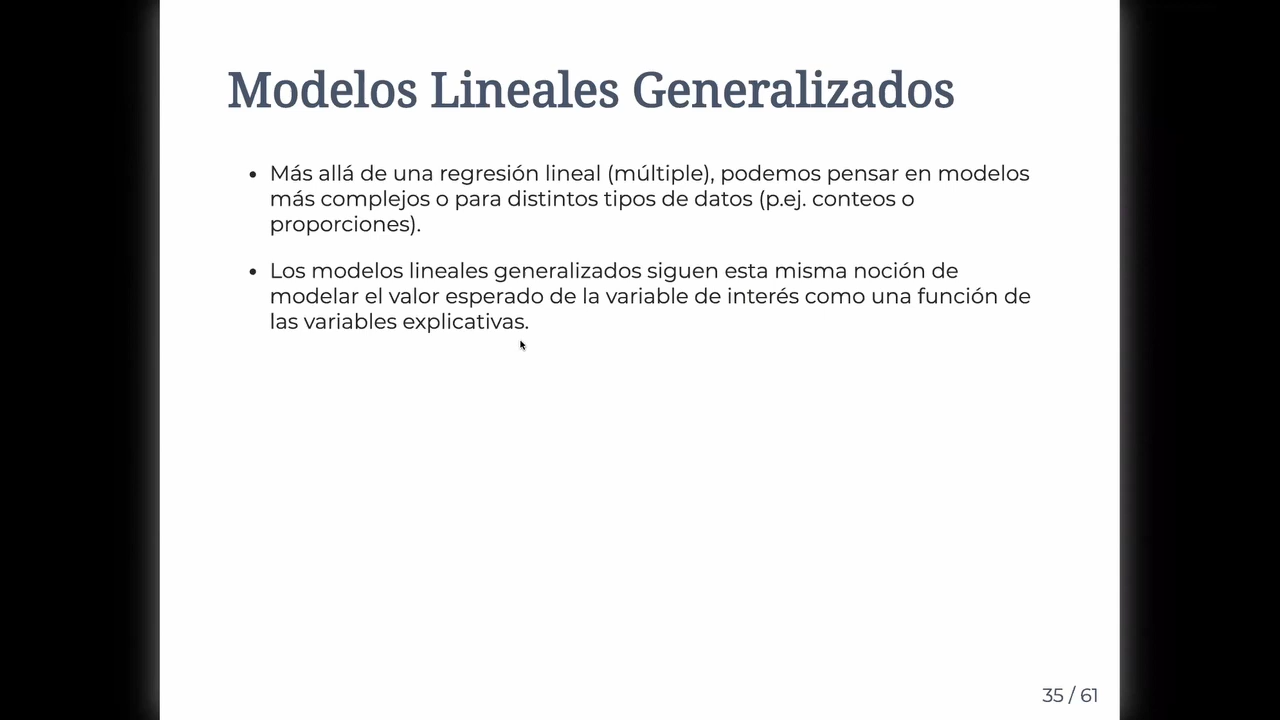 Modelos Lineales Generalizados
• Más allá de una regresión lineal (múltiple), podemos pensar en modelos
más complejos o para distintos tipos de datos (p.ej. conteos o
proporciones).
• Los modelos lineales generalizados siguen esta misma noción de
modelar el valor esperado de la variable de interés como una función de
las variables explicativas.
35 / 61